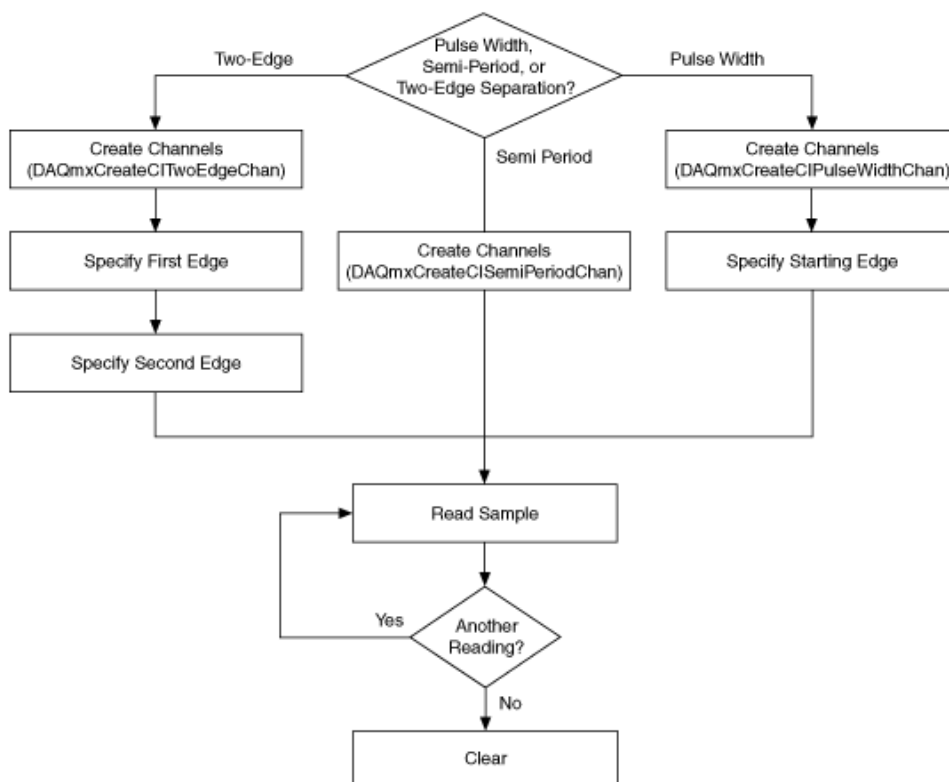 Pulse Width,
Semi-Period, or
Two-Edge Separation?
Two-Edge
Pulse Width
Semi Period
Create Channels
(DAQmxCreateCITwoEdgeChan)
Create Channels
(DAQmxCreateCIPulseWidthChan)
Specify First Edge
Create Channels
(DAQmxCreateCISemiPeriodChan)
Specify Starting Edge
Specify Second Edge
Read Sample
Yes
Another
Reading?
No
Clear